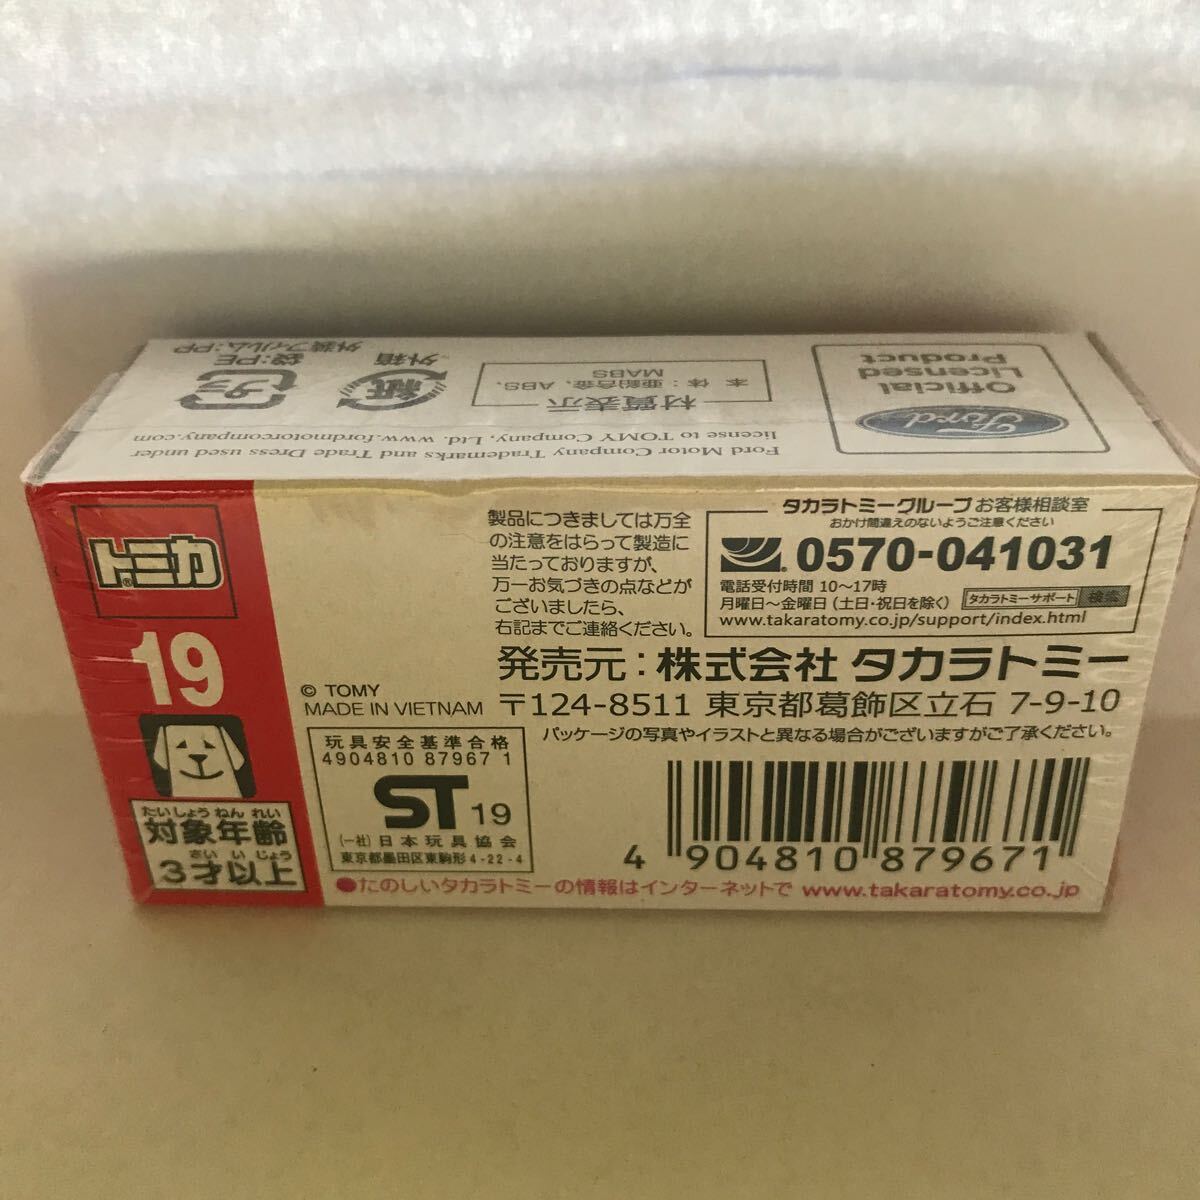 Ford
Official
Licensed
Product
材質表示
本体：亜鉛合金、ABS、
MABS
紙
外箱
プラ
袋:PE
外装フィルム:PP
Ford Motor Company Trademarks and Trade Dress used under
license to TOMY Company, Ltd. www.fordmotorcompany.com
トミカ®
19
たいしょうねんれい
対象年齢
さいいじょう
3才以上
製品につきましては万全
の注意をはらって製造に
当たっておりますが、
万一お気づきの点などが
ございましたら、
右記までご連絡ください。
タカラトミーグループお客様相談室
おかけ間違えのないようご注意ください
0570-041031
電話受付時間 10〜17時
月曜日〜金曜日（土日・祝日を除く） タカラトミーサポート 検索
www.takaratomy.co.jp/support/index.html
発売元：株式会社 タカラトミー
〒124-8511 東京都葛飾区立石 7-9-10
© TOMY
MADE IN VIETNAM
パッケージの写真やイラストと異なる場合がございますがご了承ください。
玩具安全基準合格
4904810 87967 1
ST 19
(一社)日本玩具協会
東京都墨田区東駒形4-22-4
4 904810 879671
●たのしいタカラトミーの情報はインターネットで www.takaratomy.co.jp